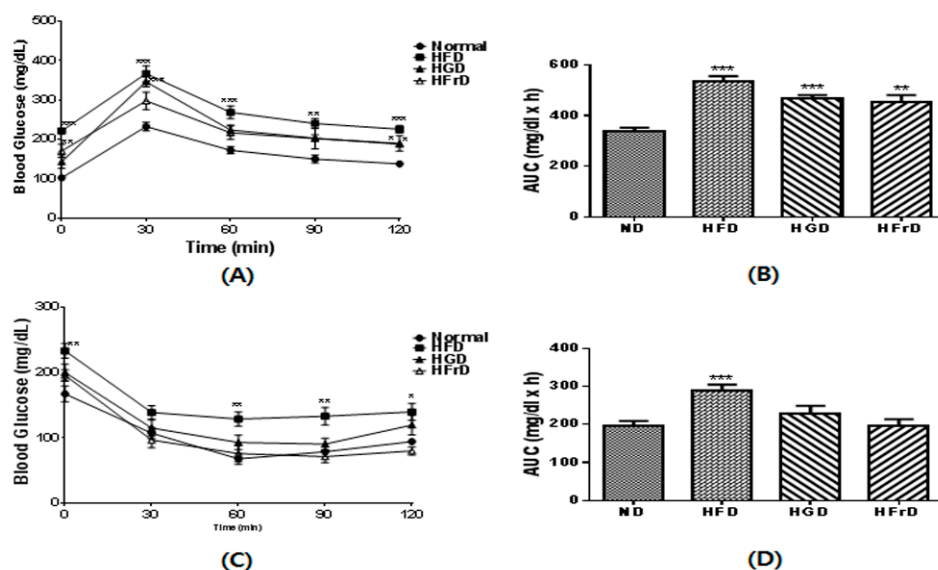 500
400
300
200
100
0
Blood Glucose (mg/dL)
0 30 60 90 120
Time (min)
Normal
HFD
HGD
HFrD
(A)
800
600
400
200
0
AUC (mg/dl x h)
*** *** **
ND HFD HGD HFrD
(B)
300
200
100
0
Blood Glucose (mg/dL)
0 30 60 90 120
Time (min)
Normal
HFD
HGD
HFrD
** ** ** *
(C)
400
300
200
100
0
AUC (mg/dl x h)
***
ND HFD HGD HFrD
(D)